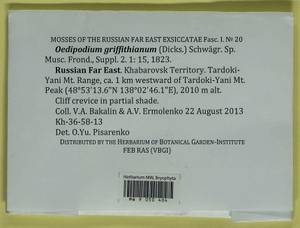 MOSSES OF THE RUSSIAN FAR EAST EXSICCATAE Fasc. I. № 20
Oedipodium griffithianum (Dicks.) Schwägr. Sp.
Musc. Frond., Suppl. 2. 1: 15, 1823.
Russian Far East. Khabarovsk Territory. Tardoki-
Yani Mt. Range, ca. 1 km westward of Tardoki-Yani Mt.
Peak (48°53'13.6"N 138°02'46.1"E), 2010 m alt.
Cliff crevice in partial shade.
Coll. V.A. Bakalin & A.V. Ermolenko 22 August 2013
Kh-36-58-13
Det. O.Yu. Pisarenko
DISTRIBUTED BY THE HERBARIUM OF BOTANICAL GARDEN-INSTITUTE
FEB RAS (VBGI)
Herbarium MW, Bryophyta
MW 9 050 404